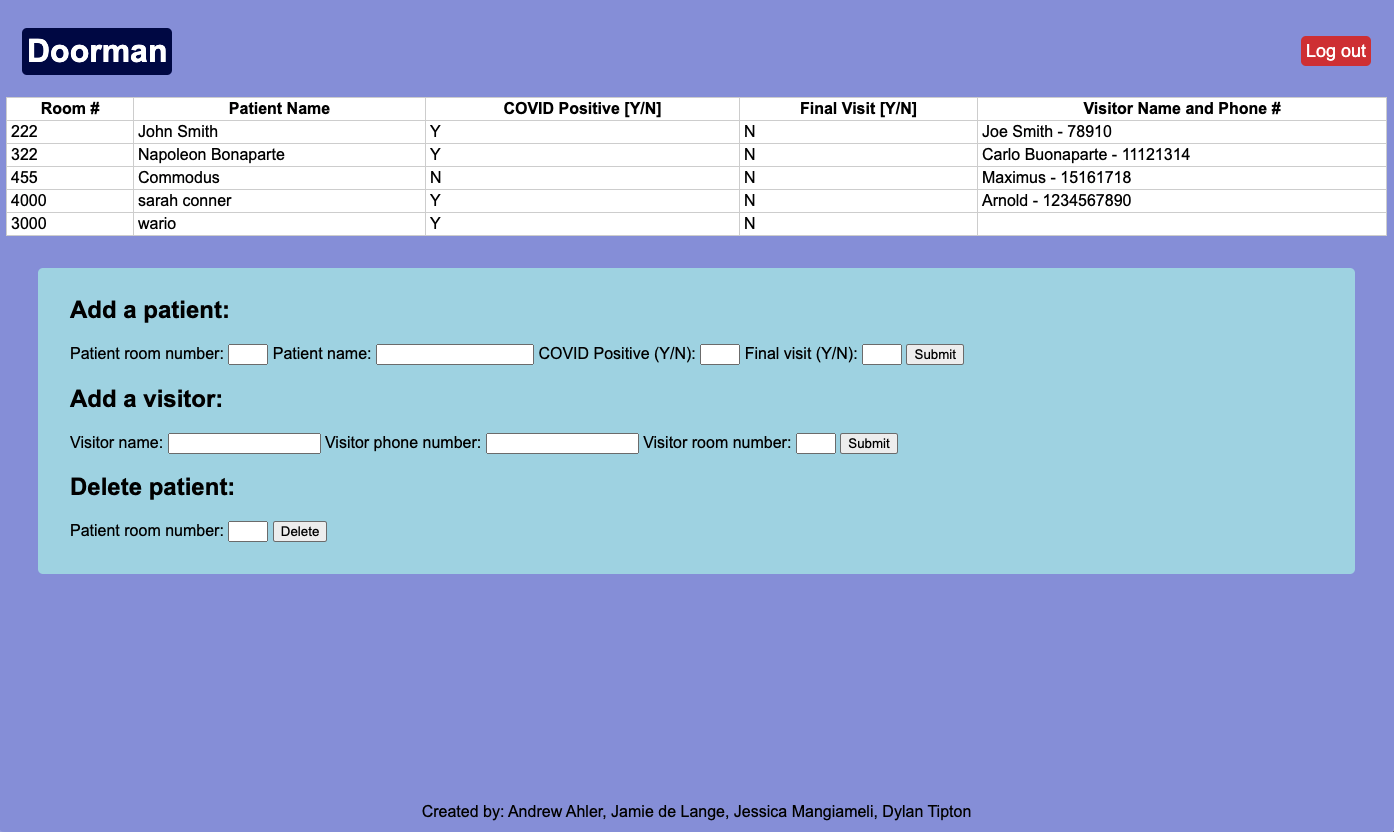 Doorman
Log out
Room # Patient Name COVID Positive [Y/N] Final Visit [Y/N] Visitor Name and Phone #
222 John Smith Y N Joe Smith - 78910
322 Napoleon Bonaparte Y N Carlo Buonaparte - 11121314
455 Commodus N N Maximus - 15161718
4000 sarah conner Y N Arnold - 1234567890
3000 wario Y N
Add a patient:
Patient room number: Patient name: COVID Positive (Y/N): Final visit (Y/N): Submit
Add a visitor:
Visitor name: Visitor phone number: Visitor room number: Submit
Delete patient:
Patient room number: Delete
Created by: Andrew Ahler, Jamie de Lange, Jessica Mangiameli, Dylan Tipton